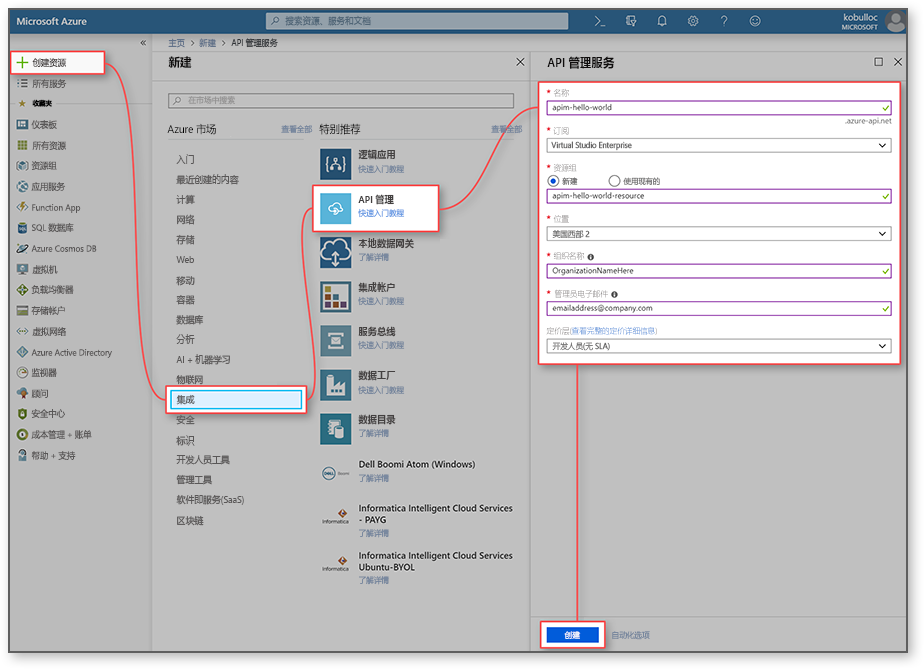 Microsoft Azure
搜索资源、服务和文档
kobulloc
MICROSOFT
创建资源
所有服务
收藏夹
仪表板
所有资源
资源组
应用服务
Function App
SQL 数据库
Azure Cosmos DB
虚拟机
负载均衡器
存储帐户
虚拟网络
Azure Active Directory
监视器
顾问
安全中心
成本管理 + 账单
帮助 + 支持
主页 > 新建 > API 管理服务
新建
在市场中搜索
Azure 市场
查看全部
特别推荐
查看全部
入门
最近创建的内容
计算
网络
存储
Web
移动
容器
数据库
分析
AI + 机器学习
物联网
集成
安全
标识
开发人员工具
管理工具
软件即服务(SaaS)
区块链
逻辑应用
快速入门教程
API 管理
快速入门教程
本地数据网关
了解详情
集成帐户
快速入门教程
服务总线
快速入门教程
数据工厂
快速入门教程
数据目录
了解详情
DELL Boomi
Dell Boomi Atom (Windows)
了解详情
Informatica
Informatica Intelligent Cloud Services
- PAYG
了解详情
Informatica
Informatica Intelligent Cloud Services
Ubuntu-BYOL
了解详情
API 管理服务
* 名称
apim-hello-world
.azure-api.net
* 订阅
Virtual Studio Enterprise
* 资源组
新建
使用现有的
apim-hello-world-resource
* 位置
美国西部 2
* 组织名称
OrganizationNameHere
* 管理员电子邮件
emailaddress@company.com
定价层(查看完整的定价详细信息)
开发人员(无 SLA)
创建
自动化选项